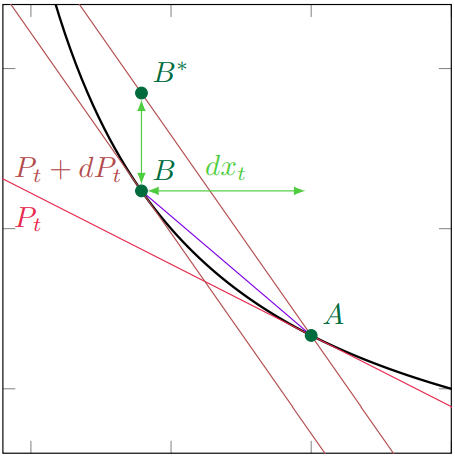 B*
P_t + dP_t
B
dx_t
P_t
A